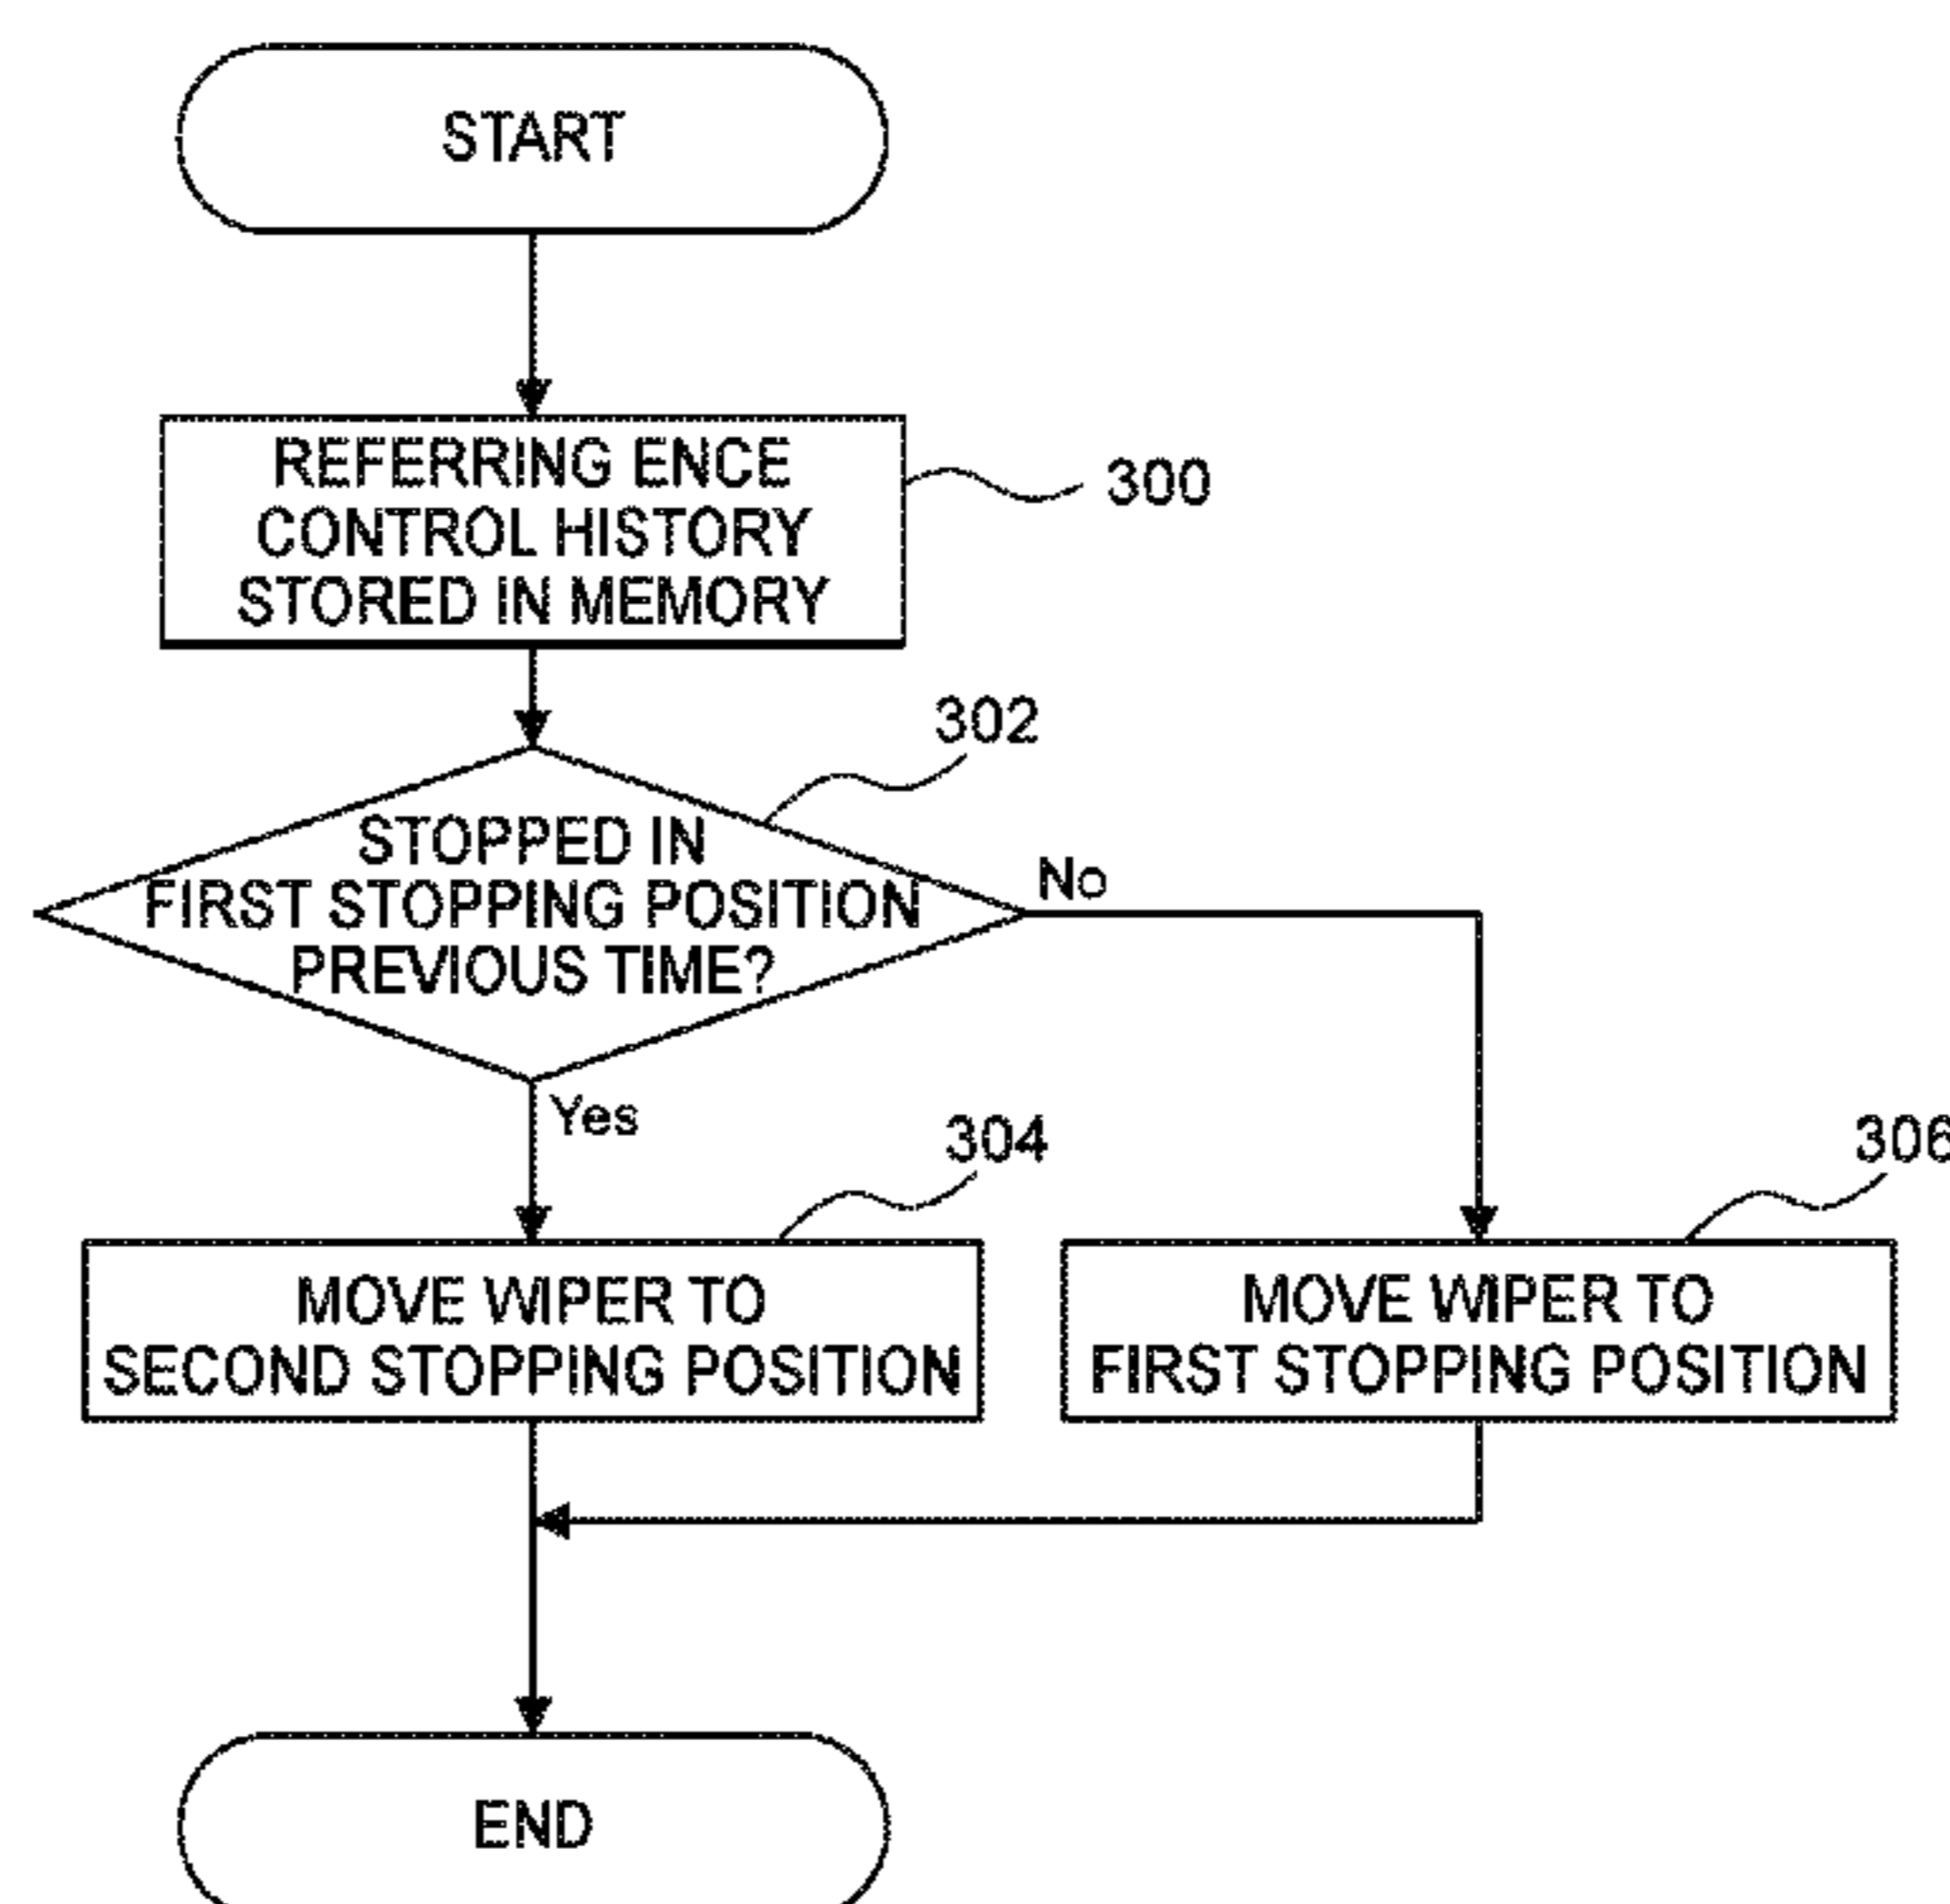 START
REFERRING ENCE
CONTROL HISTORY
STORED IN MEMORY
300
302
STOPPED IN
FIRST STOPPING POSITION
PREVIOUS TIME?
No
Yes
304
306
MOVE WIPER TO
SECOND STOPPING POSITION
MOVE WIPER TO
FIRST STOPPING POSITION
END